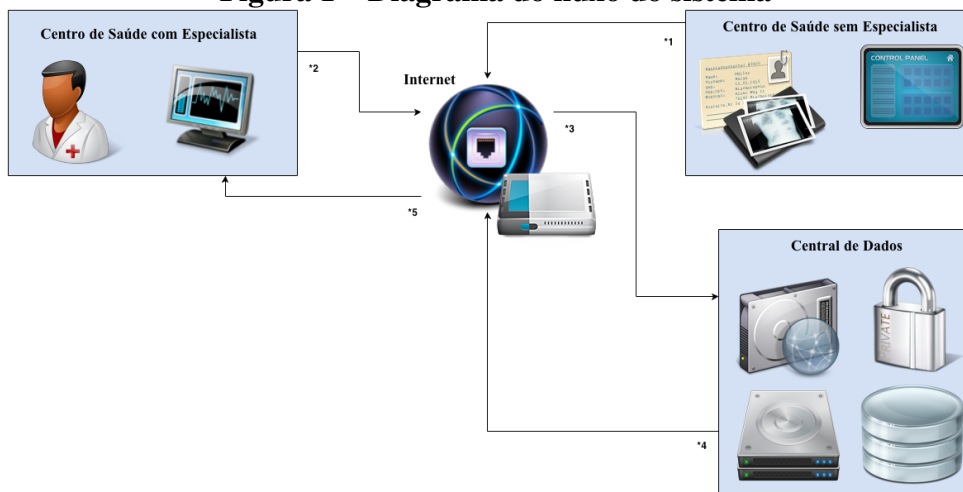 Figura 1 – Diagrama do fluxo do sistema
Centro de Saúde com Especialista
*2
Internet
*1
Centro de Saúde sem Especialista
CONTROL PANEL
*3
*5
Central de Dados
PRIVATE
*4